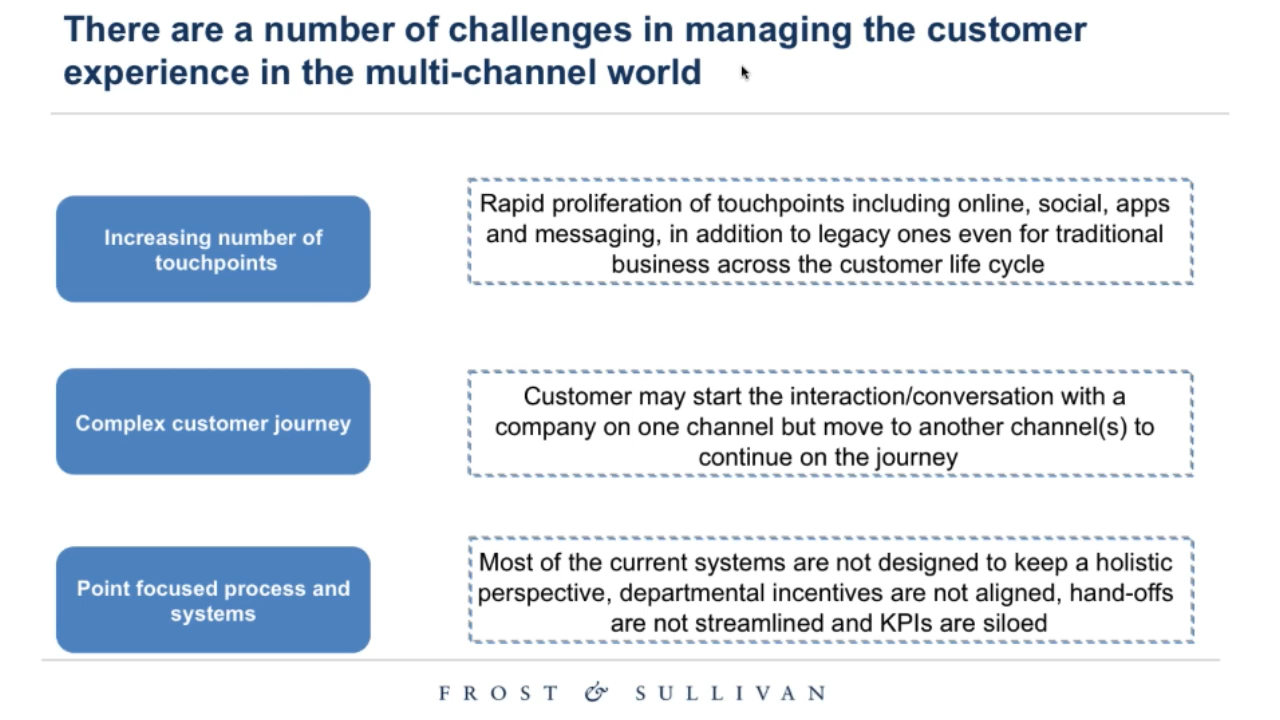 There are a number of challenges in managing the customer
experience in the multi-channel world
Increasing number of
touchpoints
Rapid proliferation of touchpoints including online, social, apps
and messaging, in addition to legacy ones even for traditional
business across the customer life cycle
Complex customer journey
Customer may start the interaction/conversation with a
company on one channel but move to another channel(s) to
continue on the journey
Point focused process and
systems
Most of the current systems are not designed to keep a holistic
perspective, departmental incentives are not aligned, hand-offs
are not streamlined and KPIs are siloed
FROST & SULLIVAN